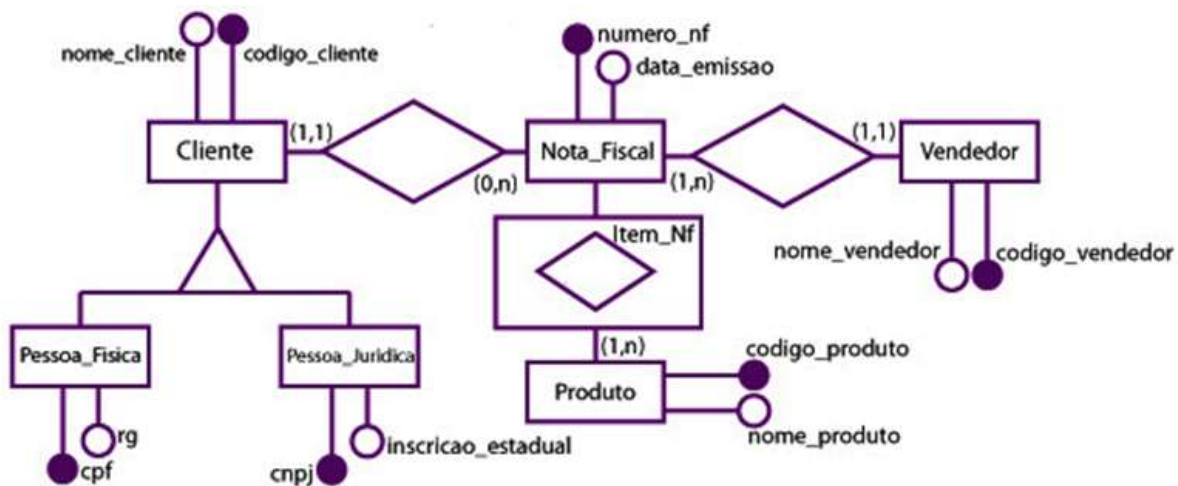 nome_cliente
codigo_cliente
numero_nf
data_emissao
Cliente
(1,1)
(0,n)
Nota_Fiscal
(1,n)
(1,1)
Vendedor
Item_Nf
nome_vendedor
codigo_vendedor
Pessoa_Fisica
Pessoa_Juridica
(1,n)
Produto
codigo_produto
nome_produto
rg
cpf
inscricao_estadual
cnpj